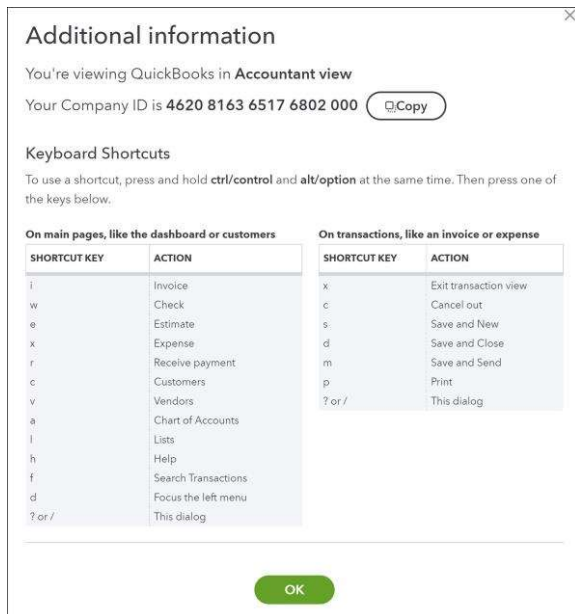 Additional information
You're viewing QuickBooks in Accountant view
Your Company ID is 4620 8163 6517 6802 000 Copy
Keyboard Shortcuts
To use a shortcut, press and hold ctrl/control and alt/option at the same time. Then press one of
the keys below.
On main pages, like the dashboard or customers
SHORTCUT KEY ACTION
i Invoice
w Check
e Estimate
x Expense
r Receive payment
c Customers
v Vendors
a Chart of Accounts
l Lists
h Help
f Search Transactions
d Focus the left menu
? or / This dialog
On transactions, like an invoice or expense
SHORTCUT KEY ACTION
x Exit transaction view
c Cancel out
s Save and New
d Save and Close
m Save and Send
p Print
? or / This dialog
OK